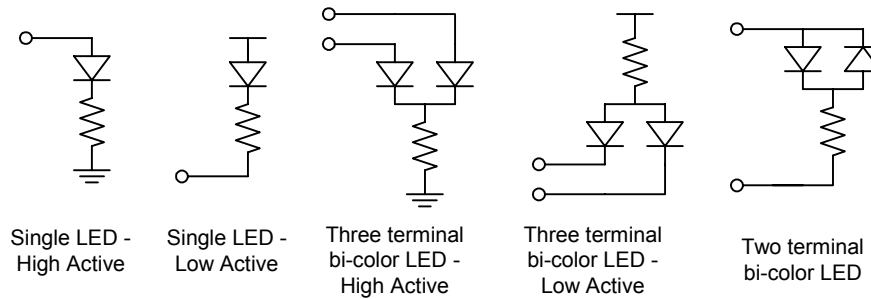 Single LED -
High Active
Single LED -
Low Active
Three terminal
bi-color LED -
High Active
Three terminal
bi-color LED -
Low Active
Two terminal
bi-color LED